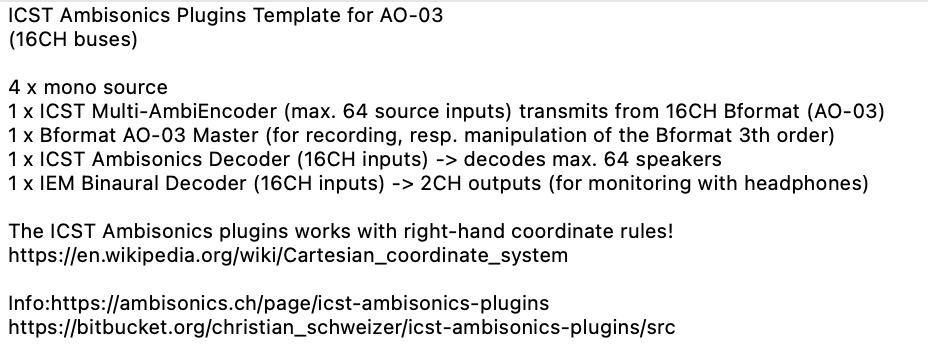 ICST Ambisonics Plugins Template for AO-03
(16CH buses)
4 x mono source
1 x ICST Multi-AmbiEncoder (max. 64 source inputs) transmits from 16CH Bformat (AO-03)
1 x Bformat AO-03 Master (for recording, resp. manipulation of the Bformat 3th order)
1 x ICST Ambisonics Decoder (16CH inputs) -> decodes max. 64 speakers
1 x IEM Binaural Decoder (16CH inputs) -> 2CH outputs (for monitoring with headphones)
The ICST Ambisonics plugins works with right-hand coordinate rules!
https://en.wikipedia.org/wiki/Cartesian_coordinate_system
Info:https://ambisonics.ch/page/icst-ambisonics-plugins
https://bitbucket.org/christian_schweizer/icst-ambisonics-plugins/src